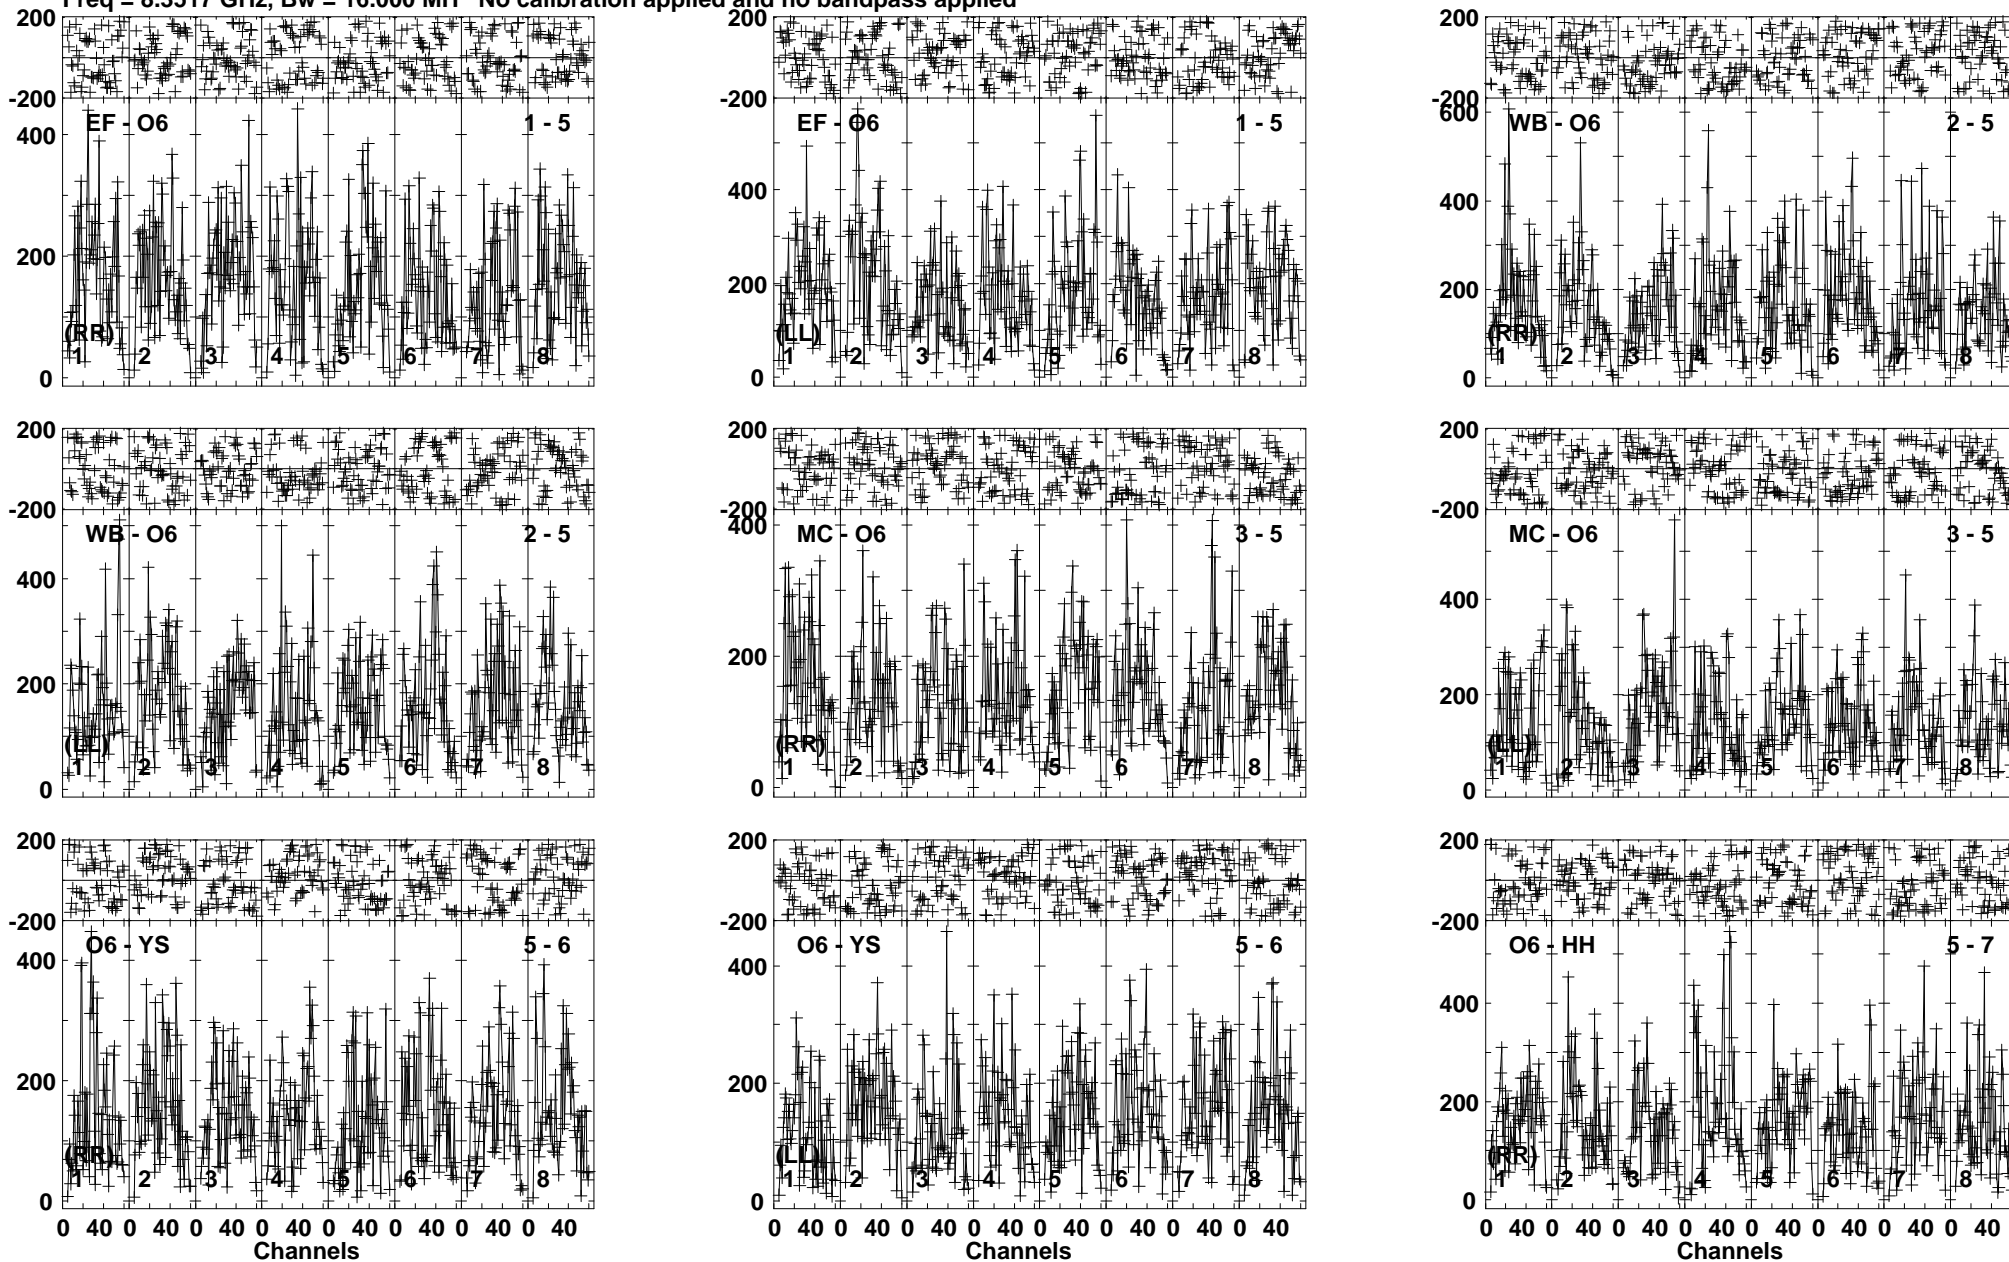 Freq = 8.3517 GHz, Bw = 16.000 MH No calibration applied and no bandpass applied
200 200 200
-200 -200 -200
EF - O6 1 - 5 EF - O6 1 - 5 WB - O6 2 - 5
400 400 600
200 200 400
0 0 200
0
(RR) (LL) (RR)
1 2 3 4 5 6 7 8 1 2 3 4 5 6 7 8 1 2 3 4 5 6 7 8
200 200 200
-200 -200 -200
WB - O6 2 - 5 MC - O6 3 - 5 MC - O6 3 - 5
400 400 400
200 200 200
0 0 0
(LL) (RR) (LL)
1 2 3 4 5 6 7 8 1 2 3 4 5 6 7 8 1 2 3 4 5 6 7 8
200 200 200
-200 -200 -200
O6 - YS 5 - 6 O6 - YS 5 - 6 O6 - HH 5 - 7
400 400 400
200 200 200
0 0 0
(RR) (LL) (RR)
1 2 3 4 5 6 7 8 1 2 3 4 5 6 7 8 1 2 3 4 5 6 7 8
0 40 0 40 0 40 0 40 0 40 0 40 0 40 0 40 0 40 0 40 0 40 0 40 0 40 0 40 0 40 0 40 0 40 0 40 0 40 0 40 0 40 0 40 0 40 0 40
Channels Channels Channels